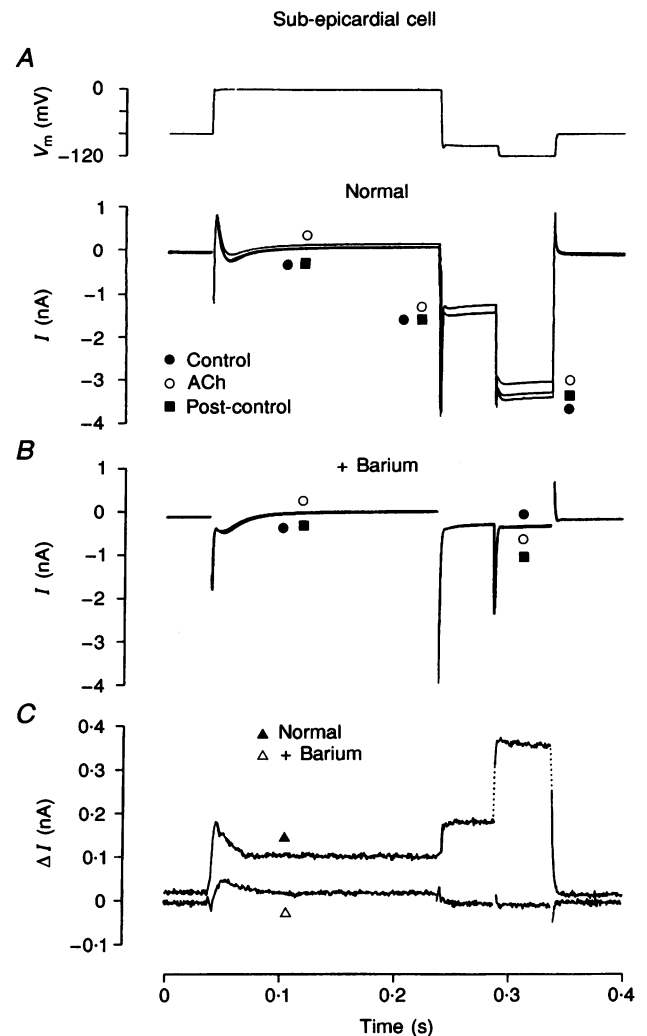 Sub-epicardial cell
A
0
Vm (mV)
−120
Normal
1
0
−1
−2
−3
−4
I (nA)
Control
ACh
Post-control
B
+ Barium
1
0
−1
−2
−3
−4
I (nA)
C
Normal
+ Barium
0·4
0·3
0·2
0·1
0
−0·1
ΔI (nA)
0
0·1
0·2
0·3
0·4
Time (s)